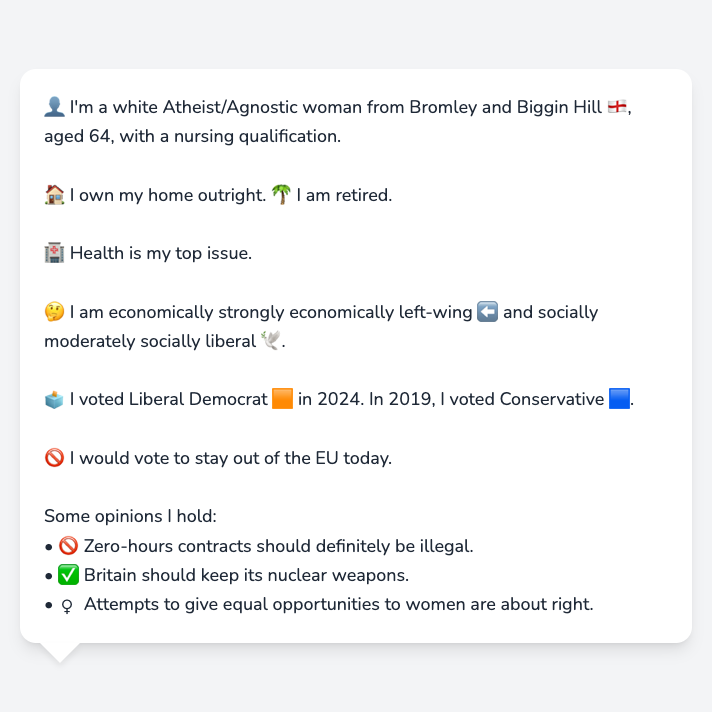 👤 I'm a white Atheist/Agnostic woman from Bromley and Biggin Hill 🏴󠁧󠁢󠁥󠁮󠁧󠁿,
aged 64, with a nursing qualification.
🏠 I own my home outright. 🌴 I am retired.
🏥 Health is my top issue.
🤔 I am economically strongly economically left-wing ⬅️ and socially
moderately socially liberal 🕊️.
🗳️ I voted Liberal Democrat 🟧 in 2024. In 2019, I voted Conservative 🟦.
🚫 I would vote to stay out of the EU today.
Some opinions I hold:
• 🚫 Zero-hours contracts should definitely be illegal.
• ✅ Britain should keep its nuclear weapons.
• ♀ Attempts to give equal opportunities to women are about right.